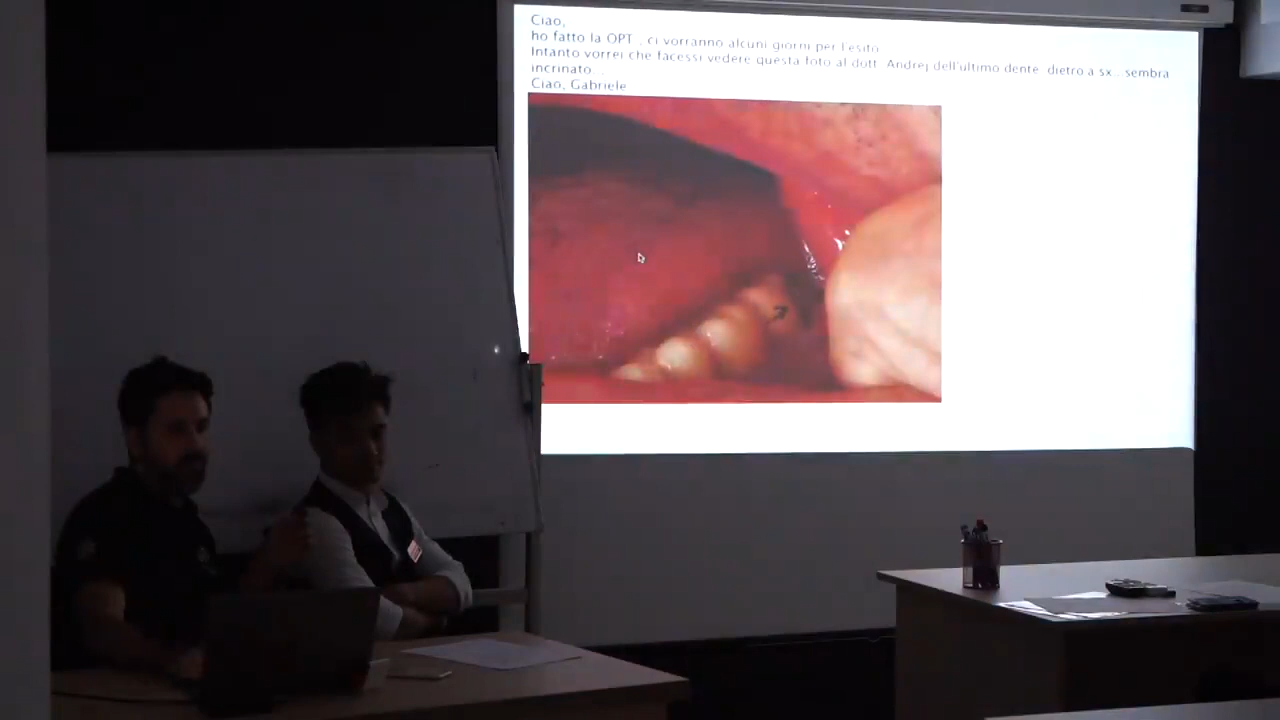 Ciao,
ho fatto la OPT , ci vorranno alcuni giorni per l'esito
Intanto vorrei che facessi vedere questa foto al dott. Andrej dell'ultimo dente dietro a sx.. sembra
incrinato...
Ciao, Gabriele